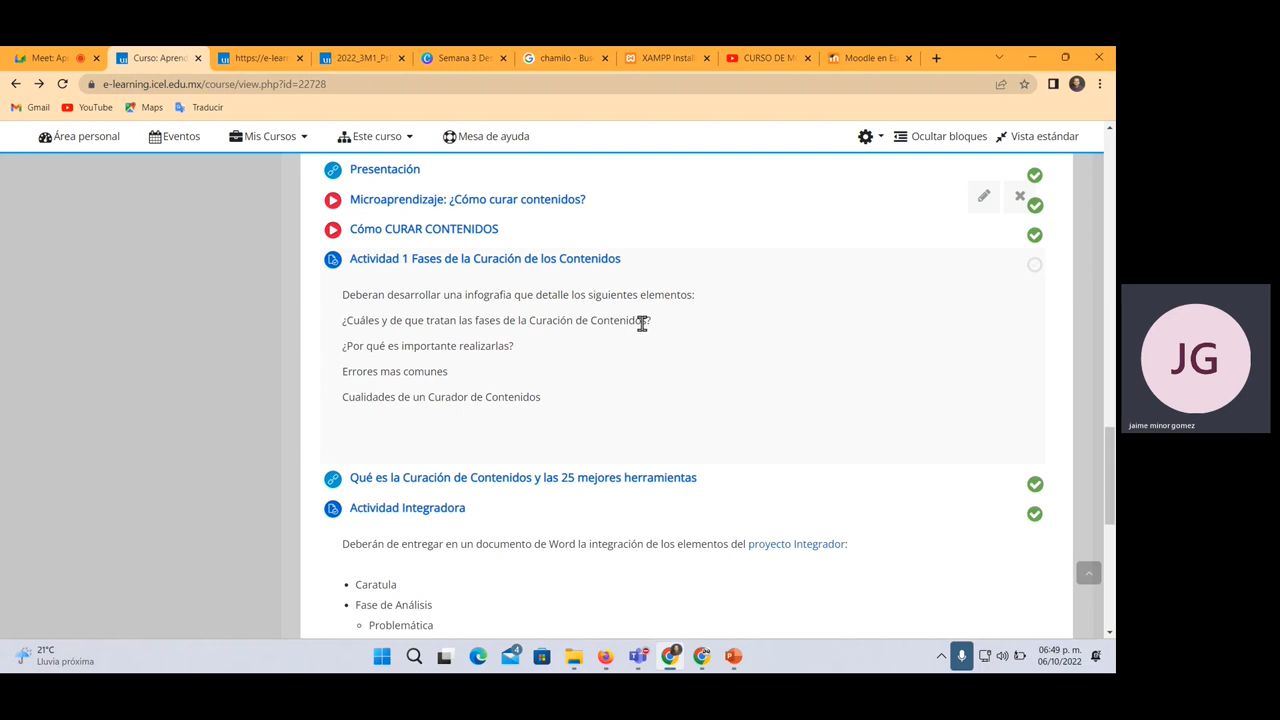 Meet: Ap
Curso: Apren
https://e-lear
2022_3M1_Ps
Semana 3 De
chamilo - Bus
XAMPP Install
CURSO DE M
Moodle en Es
e-learning.icel.edu.mx/course/view.php?id=22728
Gmail
YouTube
Maps
Traducir
Área personal
Eventos
Mis Cursos
Este curso
Mesa de ayuda
Ocultar bloques
Vista estándar
Presentación
Microaprendizaje: ¿Cómo curar contenidos?
Cómo CURAR CONTENIDOS
Actividad 1 Fases de la Curación de los Contenidos
Deberan desarrollar una infografia que detalle los siguientes elementos:
¿Cuáles y de que tratan las fases de la Curación de Contenidos?
¿Por qué es importante realizarlas?
Errores mas comunes
Cualidades de un Curador de Contenidos
JG
jaime minor gomez
Qué es la Curación de Contenidos y las 25 mejores herramientas
Actividad Integradora
Deberán de entregar en un documento de Word la integración de los elementos del proyecto Integrador:
Caratula
Fase de Análisis
Problemática
21°C
Lluvia próxima
4
06:49 p. m.
06/10/2022